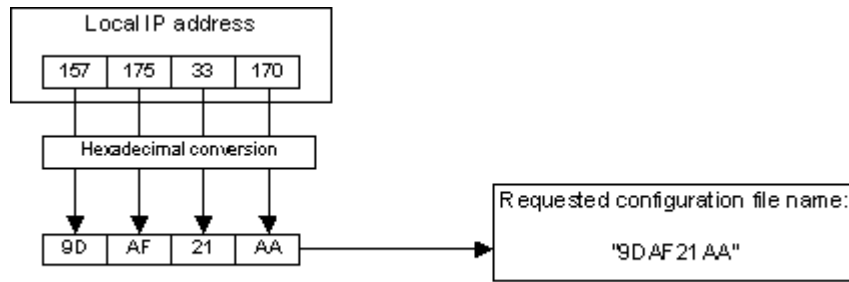 Local IP address
157 175 33 170
Hexadecimal conversion
9D AF 21 AA
Requested configuration file name:
"9DAF21AA"